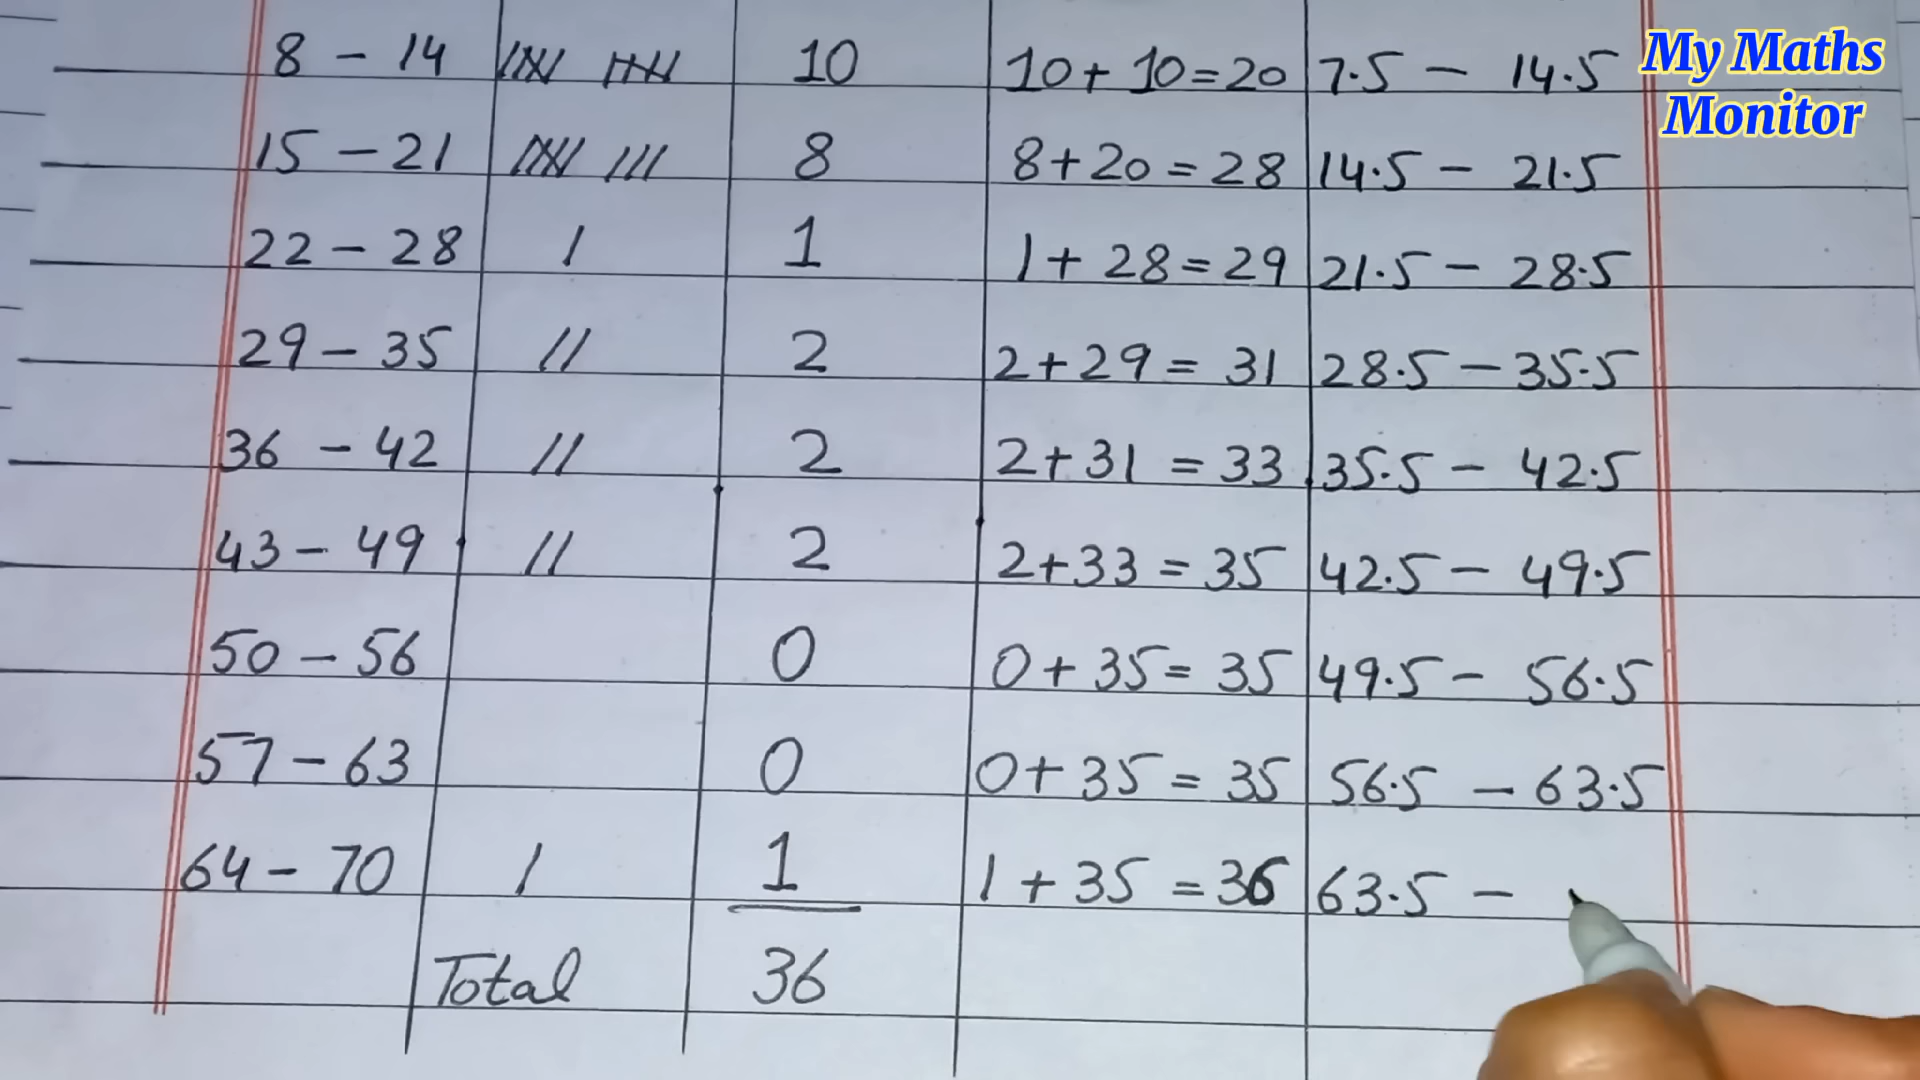 My Maths
Monitor
8 - 14 10 10 + 10 = 20 7.5 - 14.5
15 - 21 8 8 + 20 = 28 14.5 - 21.5
22 - 28 1 1 + 28 = 29 21.5 - 28.5
29 - 35 2 2 + 29 = 31 28.5 - 35.5
36 - 42 2 2 + 31 = 33 35.5 - 42.5
43 - 49 2 2 + 33 = 35 42.5 - 49.5
50 - 56 0 0 + 35 = 35 49.5 - 56.5
57 - 63 0 0 + 35 = 35 56.5 - 63.5
64 - 70 1 1 + 35 = 36 63.5 -
Total 36